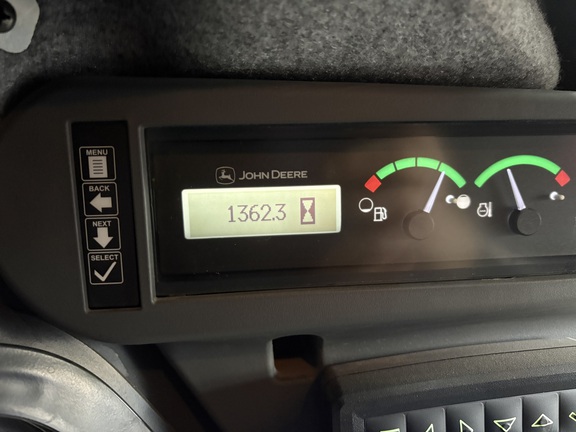 MENU
BACK
NEXT
SELECT
JOHN DEERE
1362.3